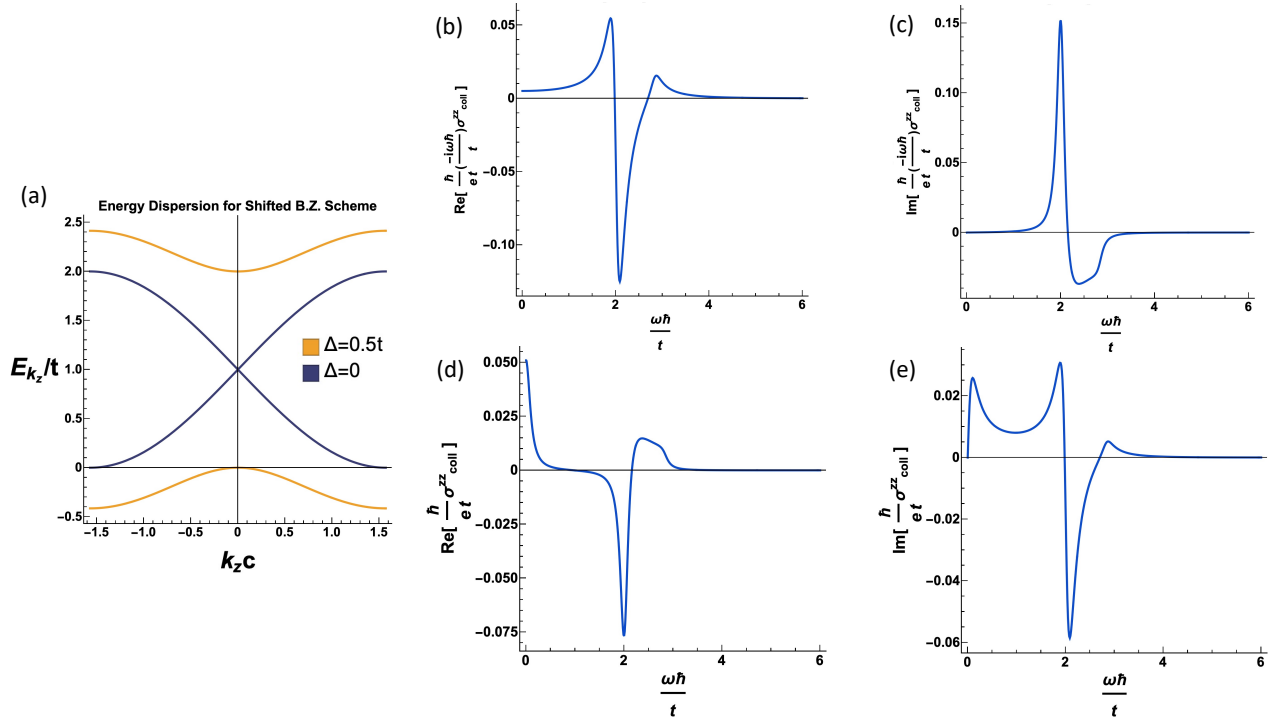 (a)
Energy Dispersion for Shifted B.Z. Scheme
2.5
2.0
1.5
1.0
0.5
0
−0.5
E_{k_z}/t
Δ=0.5t
Δ=0
−1.5 −1.0 −0.5 0 0.5 1.0 1.5
k_z c
(b)
0.05
0
−0.05
−0.10
Re[ ℏ/(e t) (−iωℏ/t) σ^{zz}_{coll} ]
0 2 4 6
ωℏ/t
(c)
0.15
0.10
0.05
0
Im[ ℏ/(e t) (−iωℏ/t) σ^{zz}_{coll} ]
0 2 4 6
ωℏ/t
(d)
0.050
0.025
0
−0.025
−0.050
−0.075
Re[ ℏ/(e t) σ^{zz}_{coll} ]
0 2 4 6
ωℏ/t
(e)
0.02
0
−0.02
−0.04
−0.06
Im[ ℏ/(e t) σ^{zz}_{coll} ]
0 2 4 6
ωℏ/t